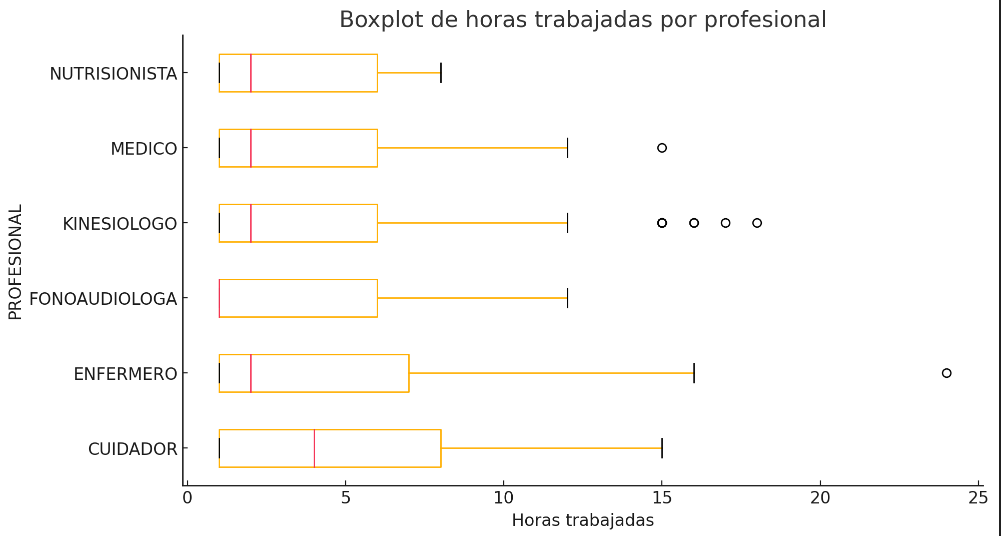 Boxplot de horas trabajadas por profesional
PROFESIONAL
NUTRISIONISTA
MEDICO
KINESIOLOGO
FONOAUDIOLOGA
ENFERMERO
CUIDADOR
0 5 10 15 20 25
Horas trabajadas